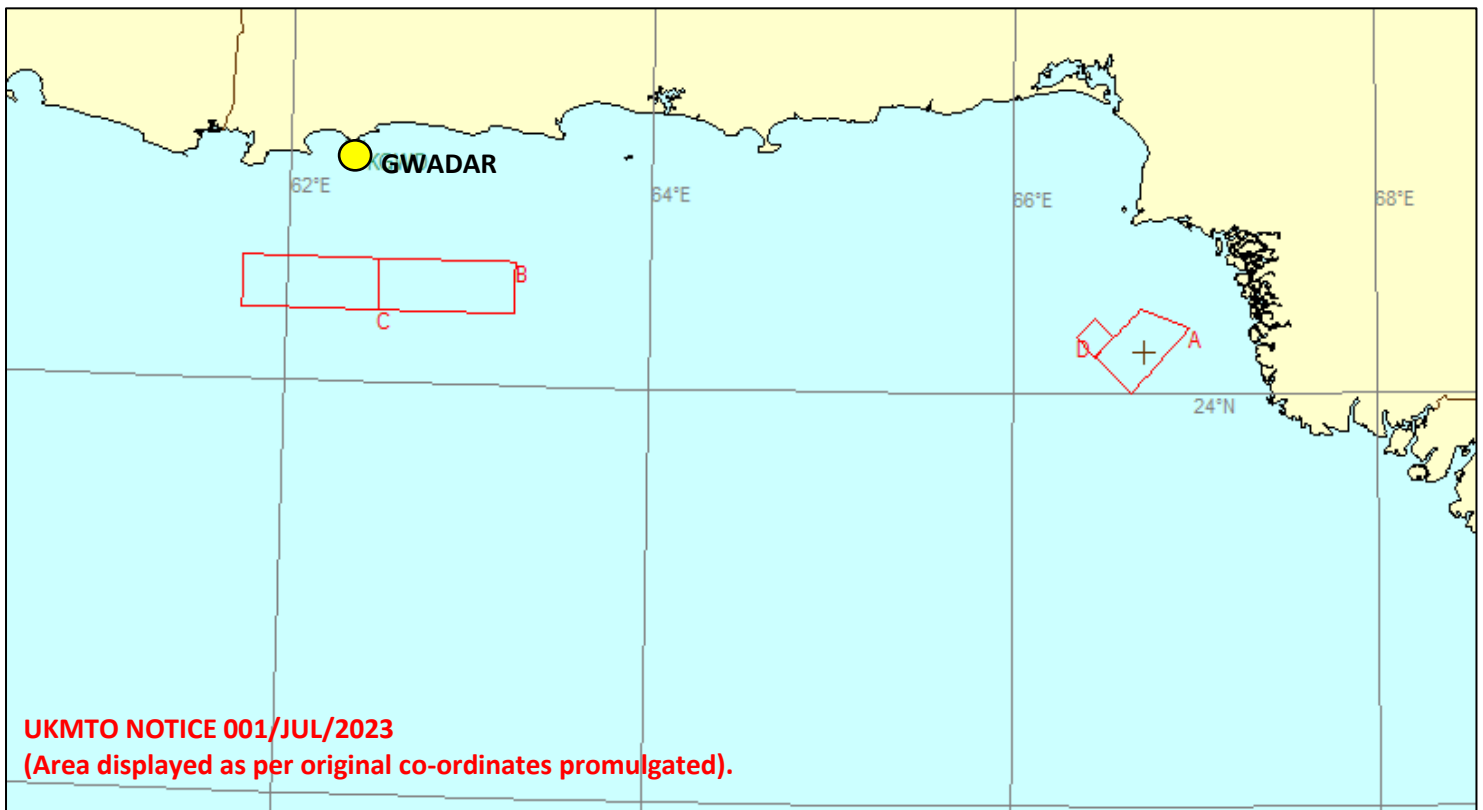 GWADAR
62°E
64°E
66°E
68°E
B
C
A
D
24°N
UKMTO NOTICE 001/JUL/2023
(Area displayed as per original co-ordinates promulgated).